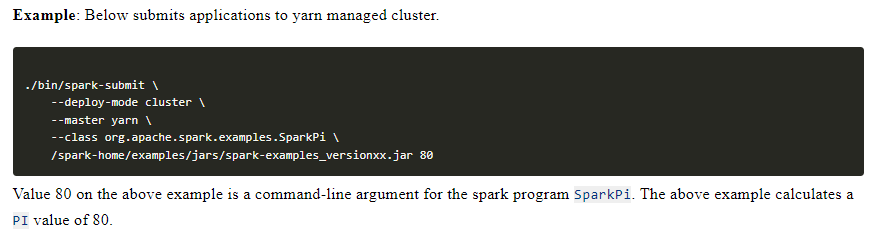 Example: Below submits applications to yarn managed cluster.
./bin/spark-submit \
    --deploy-mode cluster \
    --master yarn \
    --class org.apache.spark.examples.SparkPi \
    /spark-home/examples/jars/spark-examples_versionxx.jar 80
Value 80 on the above example is a command-line argument for the spark program SparkPi. The above example calculates a
PI value of 80.